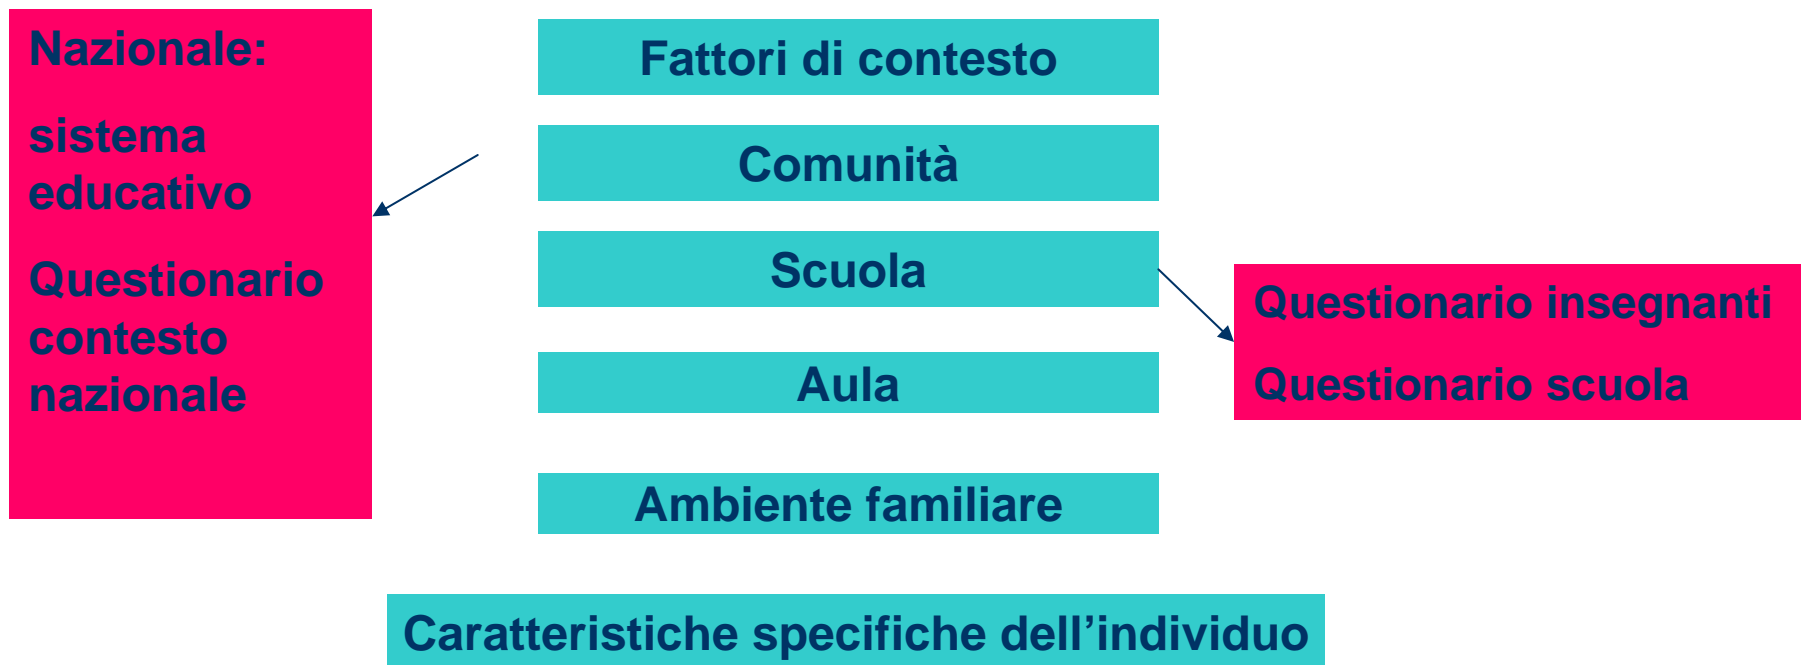 Nazionale:
sistema
educativo
Questionario
contesto
nazionale
Fattori di contesto
Comunità
Scuola
Aula
Ambiente familiare
Caratteristiche specifiche dell’individuo
Questionario insegnanti
Questionario scuola